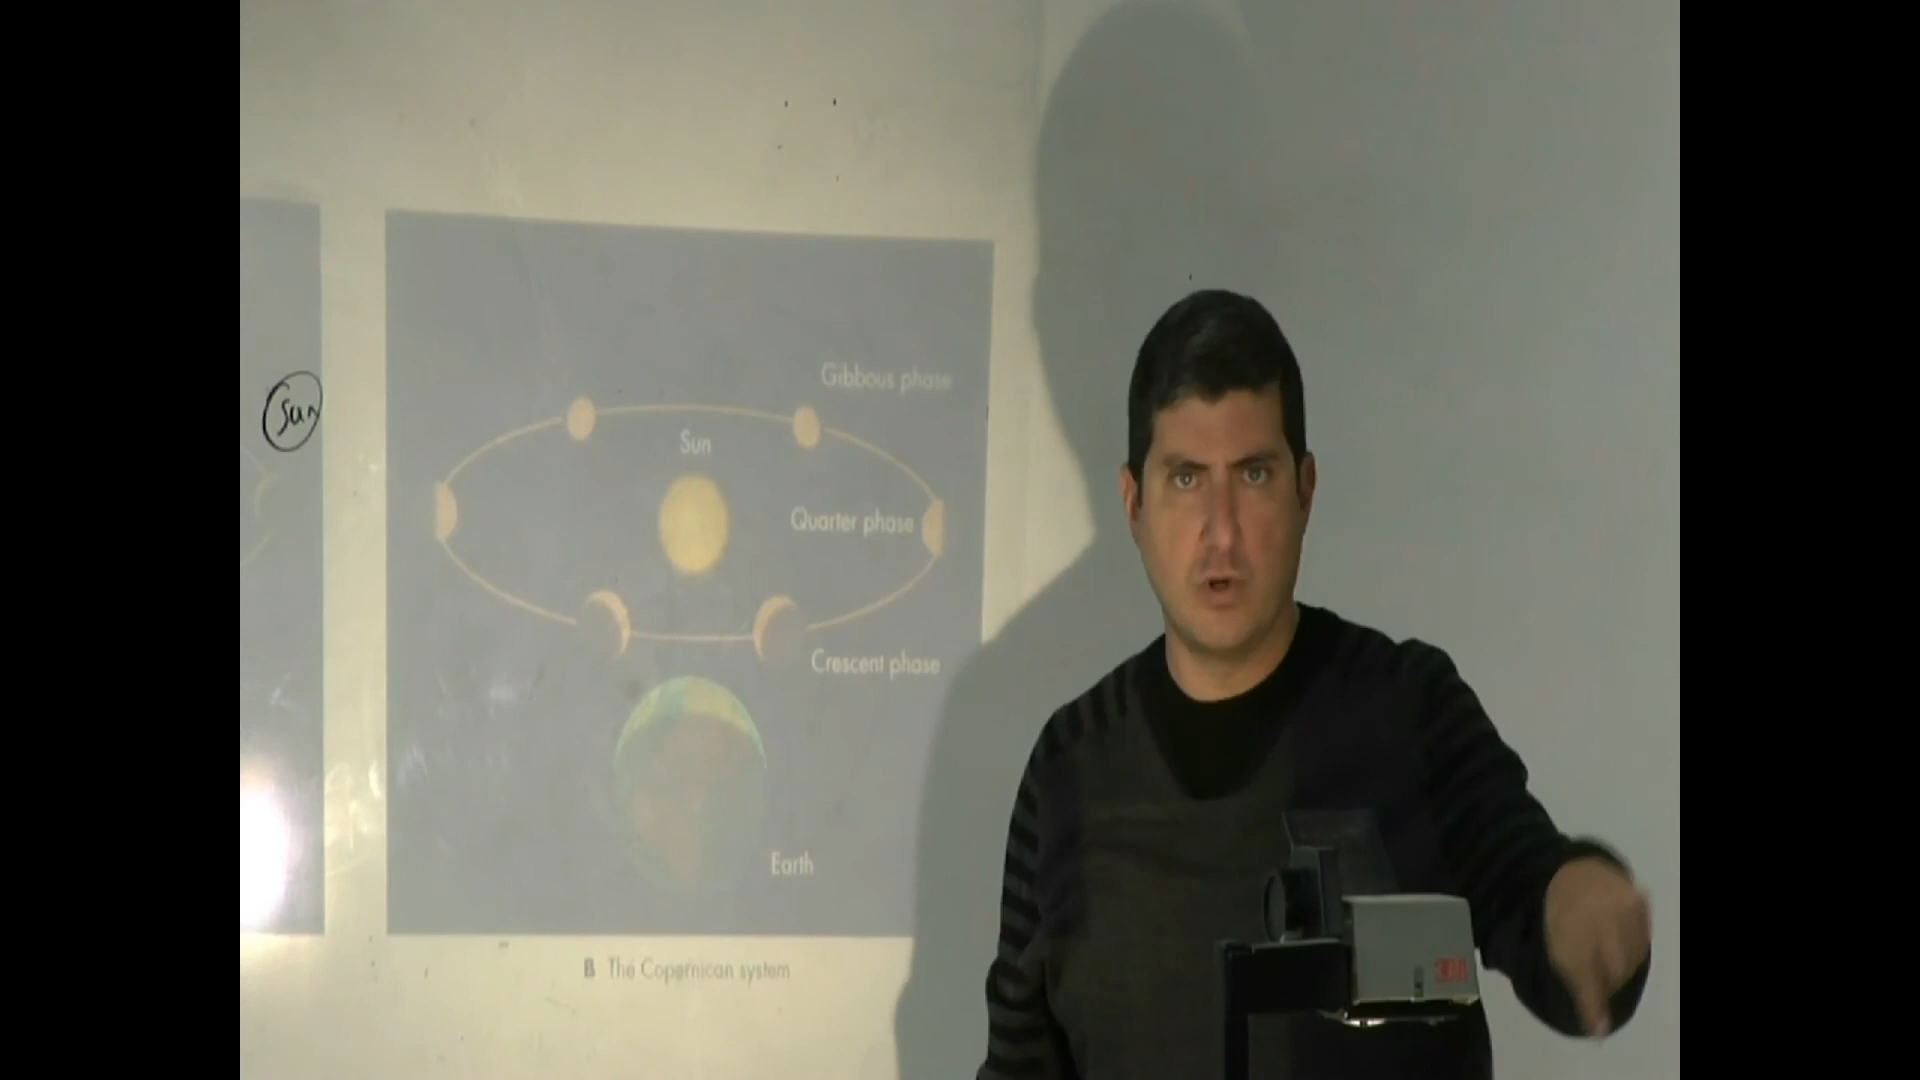 Sun
Gibbous phase
Sun
Quarter phase
Crescent phase
Earth
B The Copernican system
3M